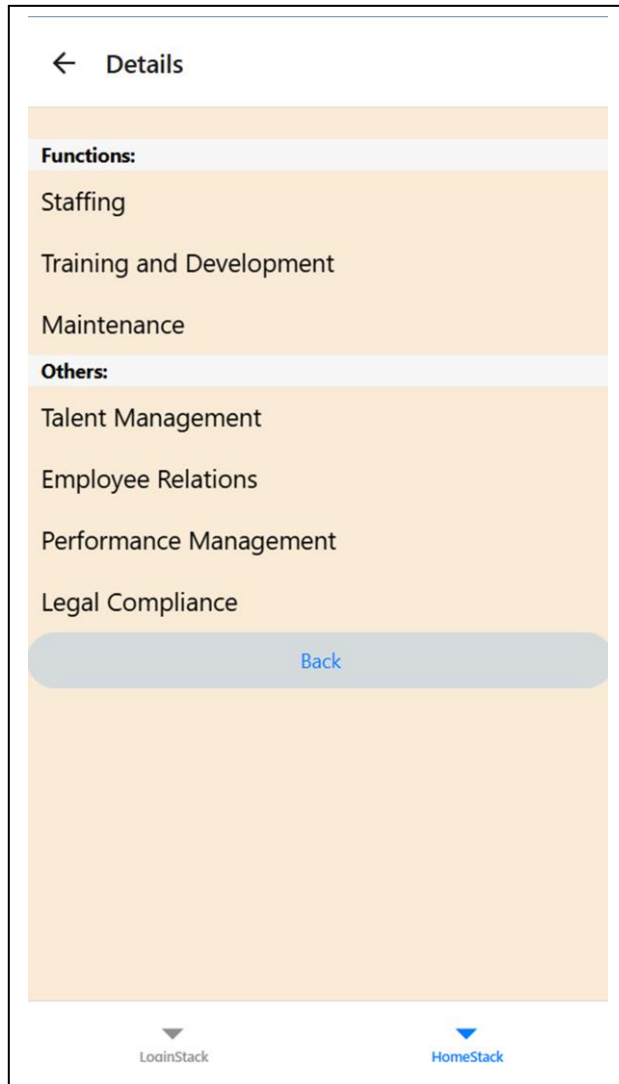 Details
Functions:
Staffing
Training and Development
Maintenance
Others:
Talent Management
Employee Relations
Performance Management
Legal Compliance
Back
LoginStack
HomeStack